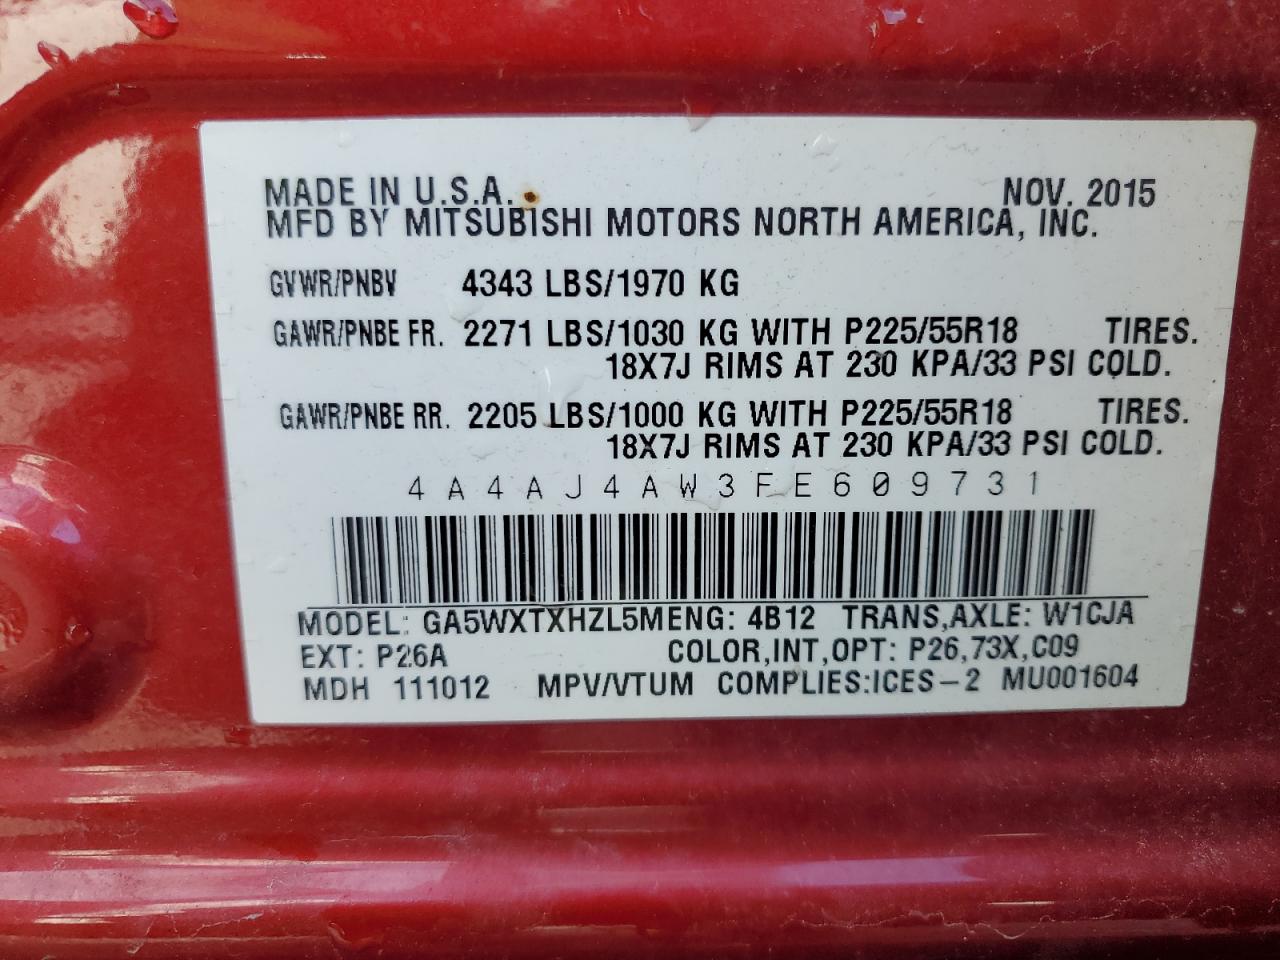 MADE IN U.S.A. NOV. 2015
MFD BY MITSUBISHI MOTORS NORTH AMERICA, INC.
GVWR/PNBV 4343 LBS/1970 KG
GAWR/PNBE FR. 2271 LBS/1030 KG WITH P225/55R18 TIRES.
18X7J RIMS AT 230 KPA/33 PSI COLD.
GAWR/PNBE RR. 2205 LBS/1000 KG WITH P225/55R18 TIRES.
18X7J RIMS AT 230 KPA/33 PSI COLD.
4A4AJ4AW3FE609731
MODEL: GA5WXTXHZL5MENG: 4B12 TRANS,AXLE: W1CJA
EXT: P26A COLOR,INT,OPT: P26,73X,C09
MDH 111012 MPV/VTUM COMPLIES:ICES-2 MU001604